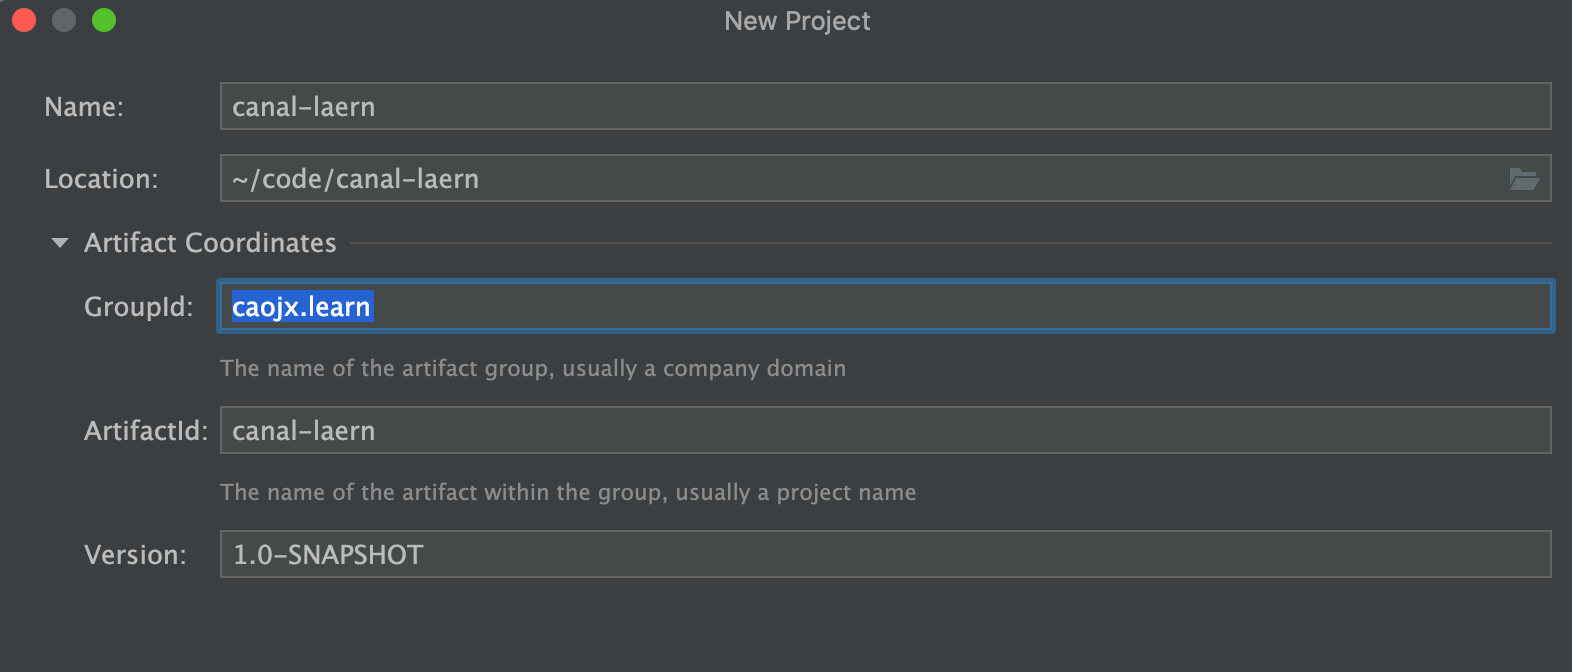 New Project
Name: canal-laern
Location: ~/code/canal-laern
Artifact Coordinates
GroupId: caojx.learn
The name of the artifact group, usually a company domain
ArtifactId: canal-laern
The name of the artifact within the group, usually a project name
Version: 1.0-SNAPSHOT